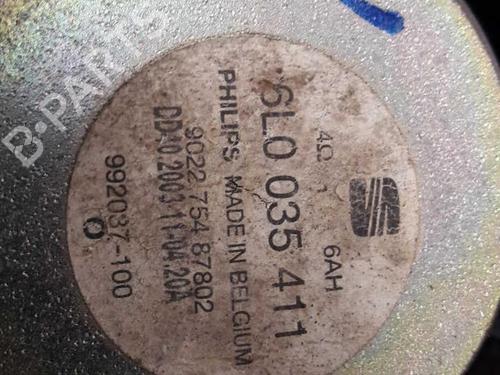 4Ω 6AH
6L0 035 411
PHILIPS MADE IN BELGIUM
9022 754 87802
DD10.2003 11:04.20A
992037-100
B-PARTS